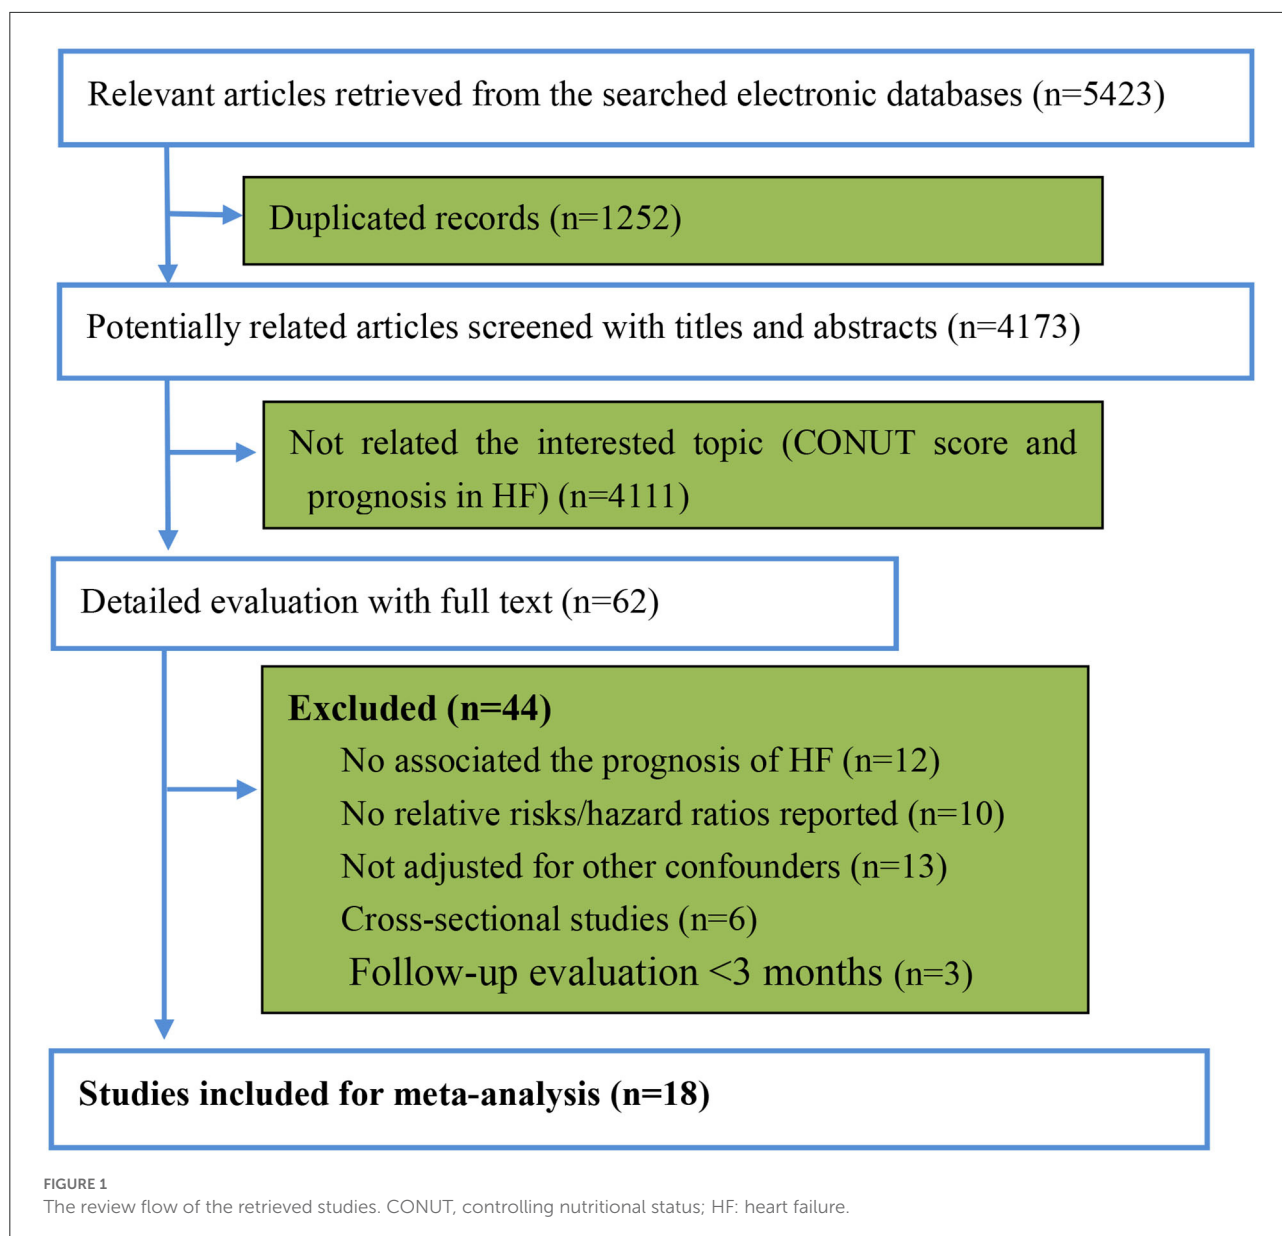 Relevant articles retrieved from the searched electronic databases (n=5423)
Duplicated records (n=1252)
Potentially related articles screened with titles and abstracts (n=4173)
Not related the interested topic (CONUT score and
prognosis in HF) (n=4111)
Detailed evaluation with full text (n=62)
Excluded (n=44)
No associated the prognosis of HF (n=12)
No relative risks/hazard ratios reported (n=10)
Not adjusted for other confounders (n=13)
Cross-sectional studies (n=6)
Follow-up evaluation <3 months (n=3)
Studies included for meta-analysis (n=18)
FIGURE 1
The review flow of the retrieved studies. CONUT, controlling nutritional status; HF: heart failure.